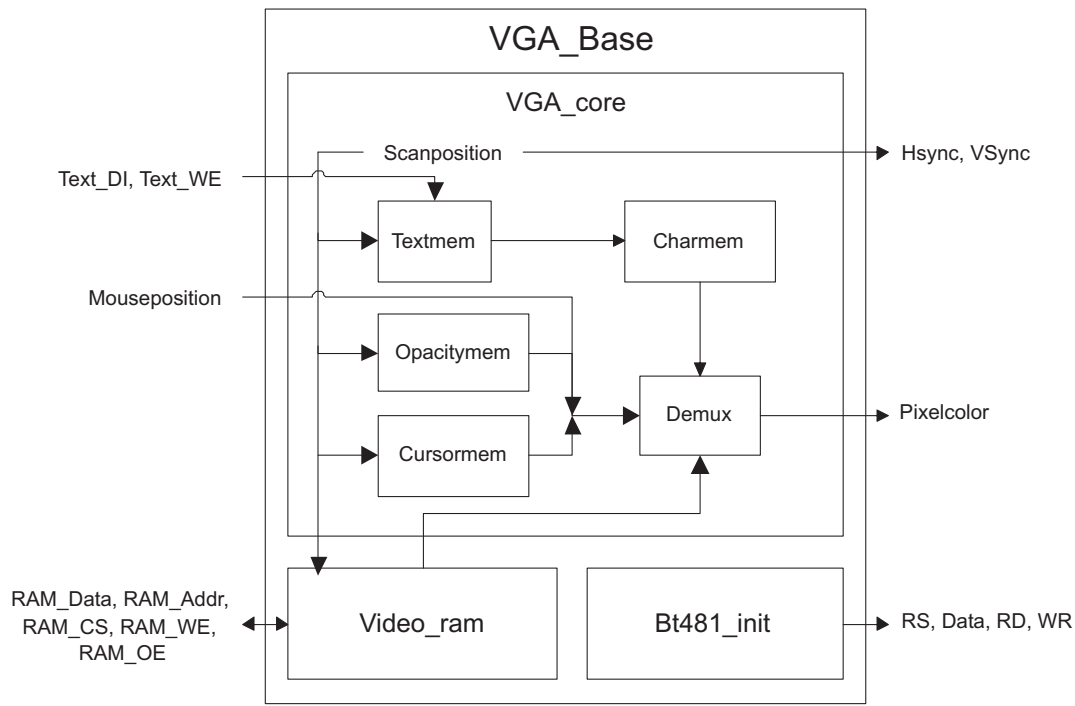 VGA_Base
VGA_core
Scanposition
Hsync, VSync
Text_DI, Text_WE
Textmem
Charmem
Mouseposition
Opacitymem
Demux
Pixelcolor
Cursormem
RAM_Data, RAM_Addr,
RAM_CS, RAM_WE,
RAM_OE
Video_ram
Bt481_init
RS, Data, RD, WR